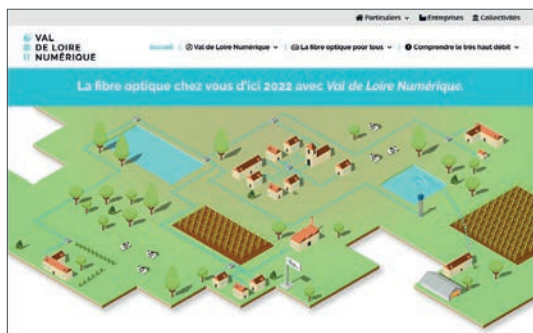 Particuliers Entreprises Collectivités
VAL
DE LOIRE
NUMÉRIQUE
Accueil Val de Loire Numérique La fibre optique pour tous Comprendre le très haut débit
La fibre optique chez vous d'ici 2022 avec Val de Loire Numérique.